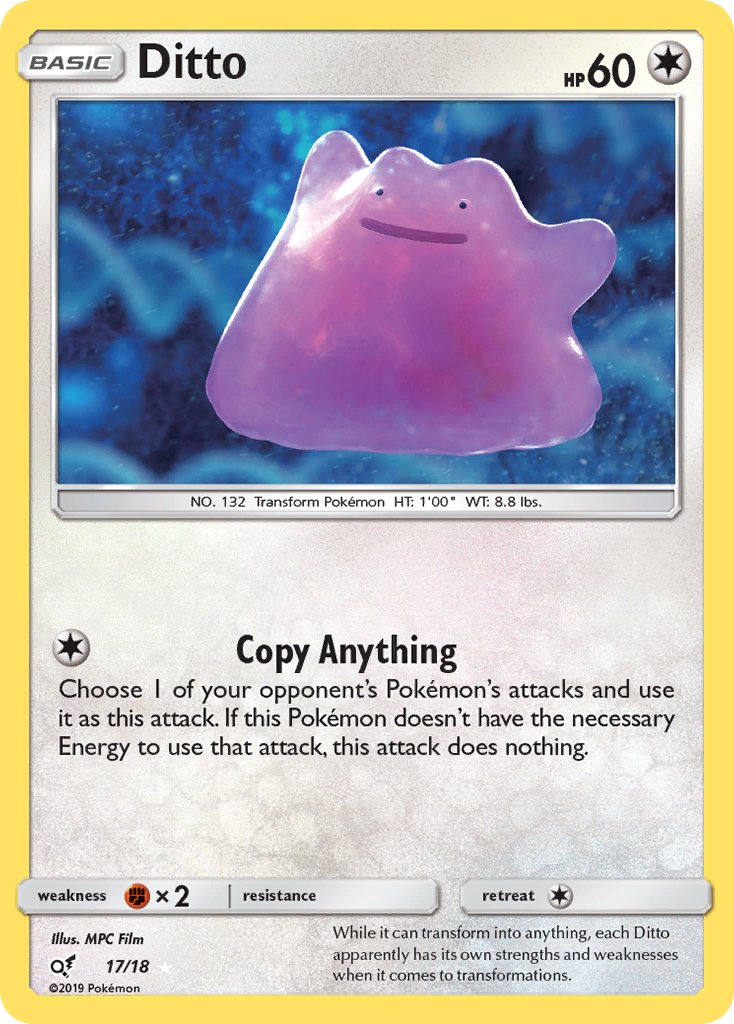 BASIC Ditto HP60
NO. 132 Transform Pokémon HT: 1'00" WT: 8.8 lbs.
Copy Anything
Choose 1 of your opponent's Pokémon's attacks and use
it as this attack. If this Pokémon doesn't have the necessary
Energy to use that attack, this attack does nothing.
weakness ×2 resistance retreat
Illus. MPC Film
17/18
©2019 Pokémon
While it can transform into anything, each Ditto
apparently has its own strengths and weaknesses
when it comes to transformations.